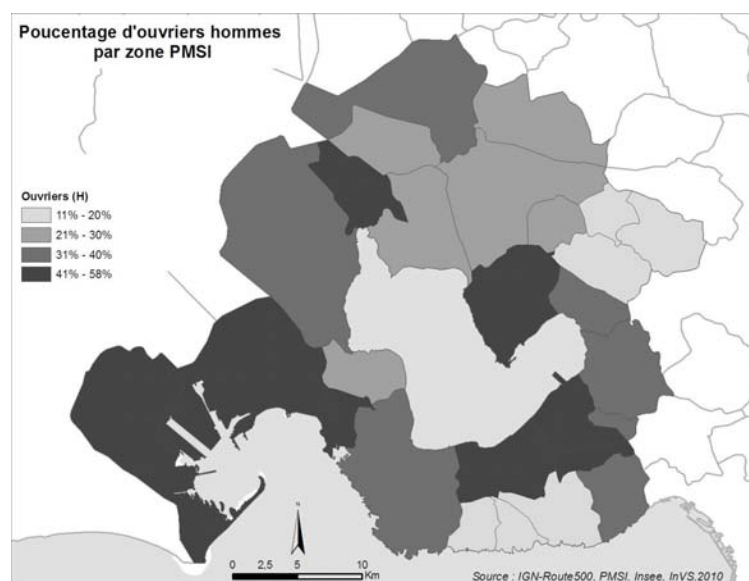 Poucentage d'ouvriers hommes
par zone PMSI
Ouvriers (H)
11% - 20%
21% - 30%
31% - 40%
41% - 58%
N
0 2.5 5 10
Km
Source : IGN-Route500, PMSI, Insee, InVS,2010